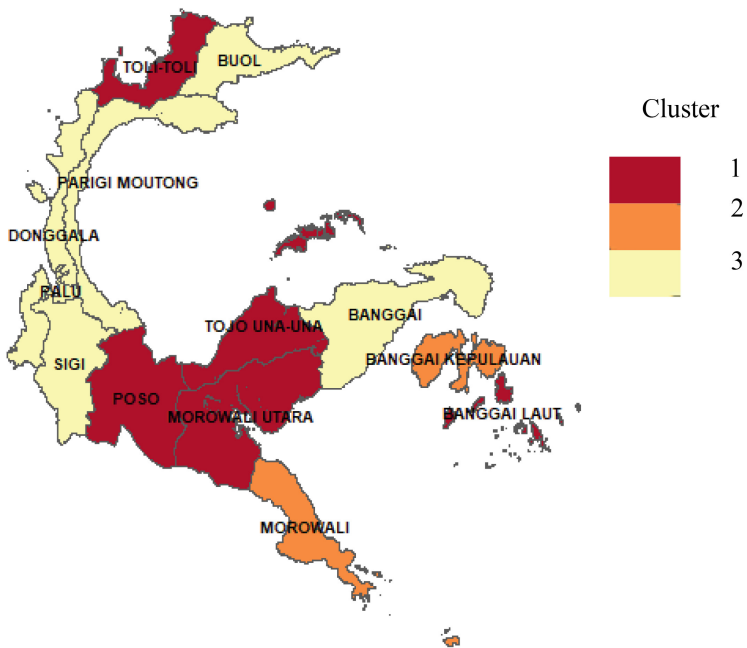 TOLI-TOLI
BUOL
PARIGI MOUTONG
DONGGALA
PALU
SIGI
TOJO UNA-UNA
BANGGAI
BANGGAI KEPULAUAN
POSO
MOROWALI UTARA
BANGGAI LAUT
MOROWALI
Cluster
1
2
3